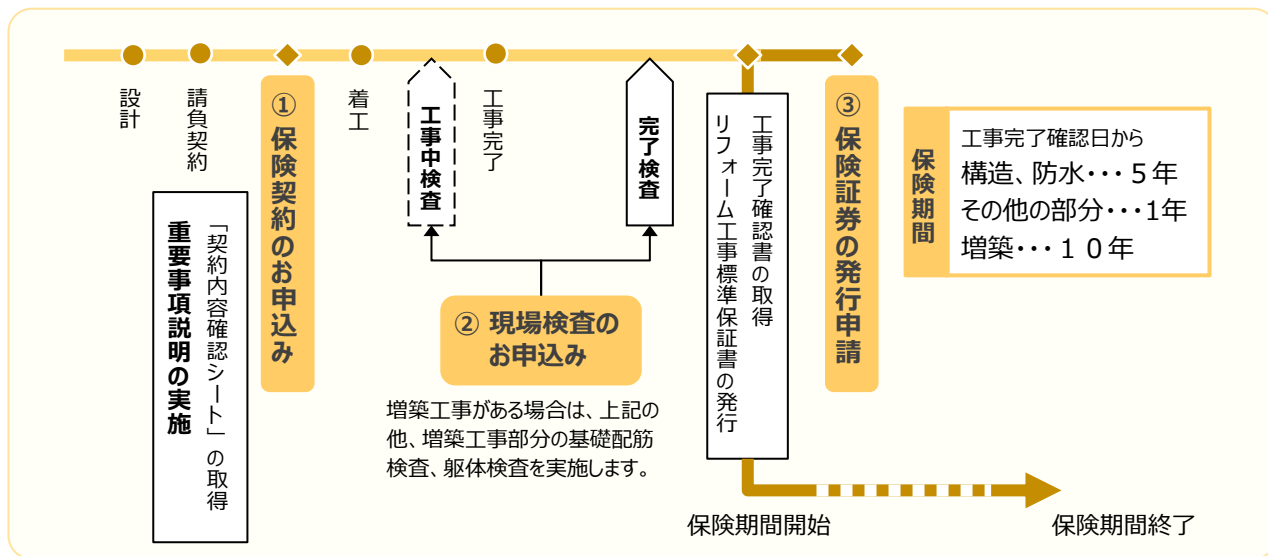 設計
請負契約
「契約内容確認シート」の取得
重要事項説明の実施
① 保険契約のお申込み
着工
工事中検査
工事完了
② 現場検査の
お申込み
増築工事がある場合は、上記の
他、増築工事部分の基礎配筋
検査、躯体検査を実施します。
完了検査
工事完了確認書の取得
リフォーム工事標準保証書の発行
③ 保険証券の発行申請
保険期間
工事完了確認日から
構造、防水・・・５年
その他の部分・・・1年
増築・・・１０年
保険期間開始
保険期間終了